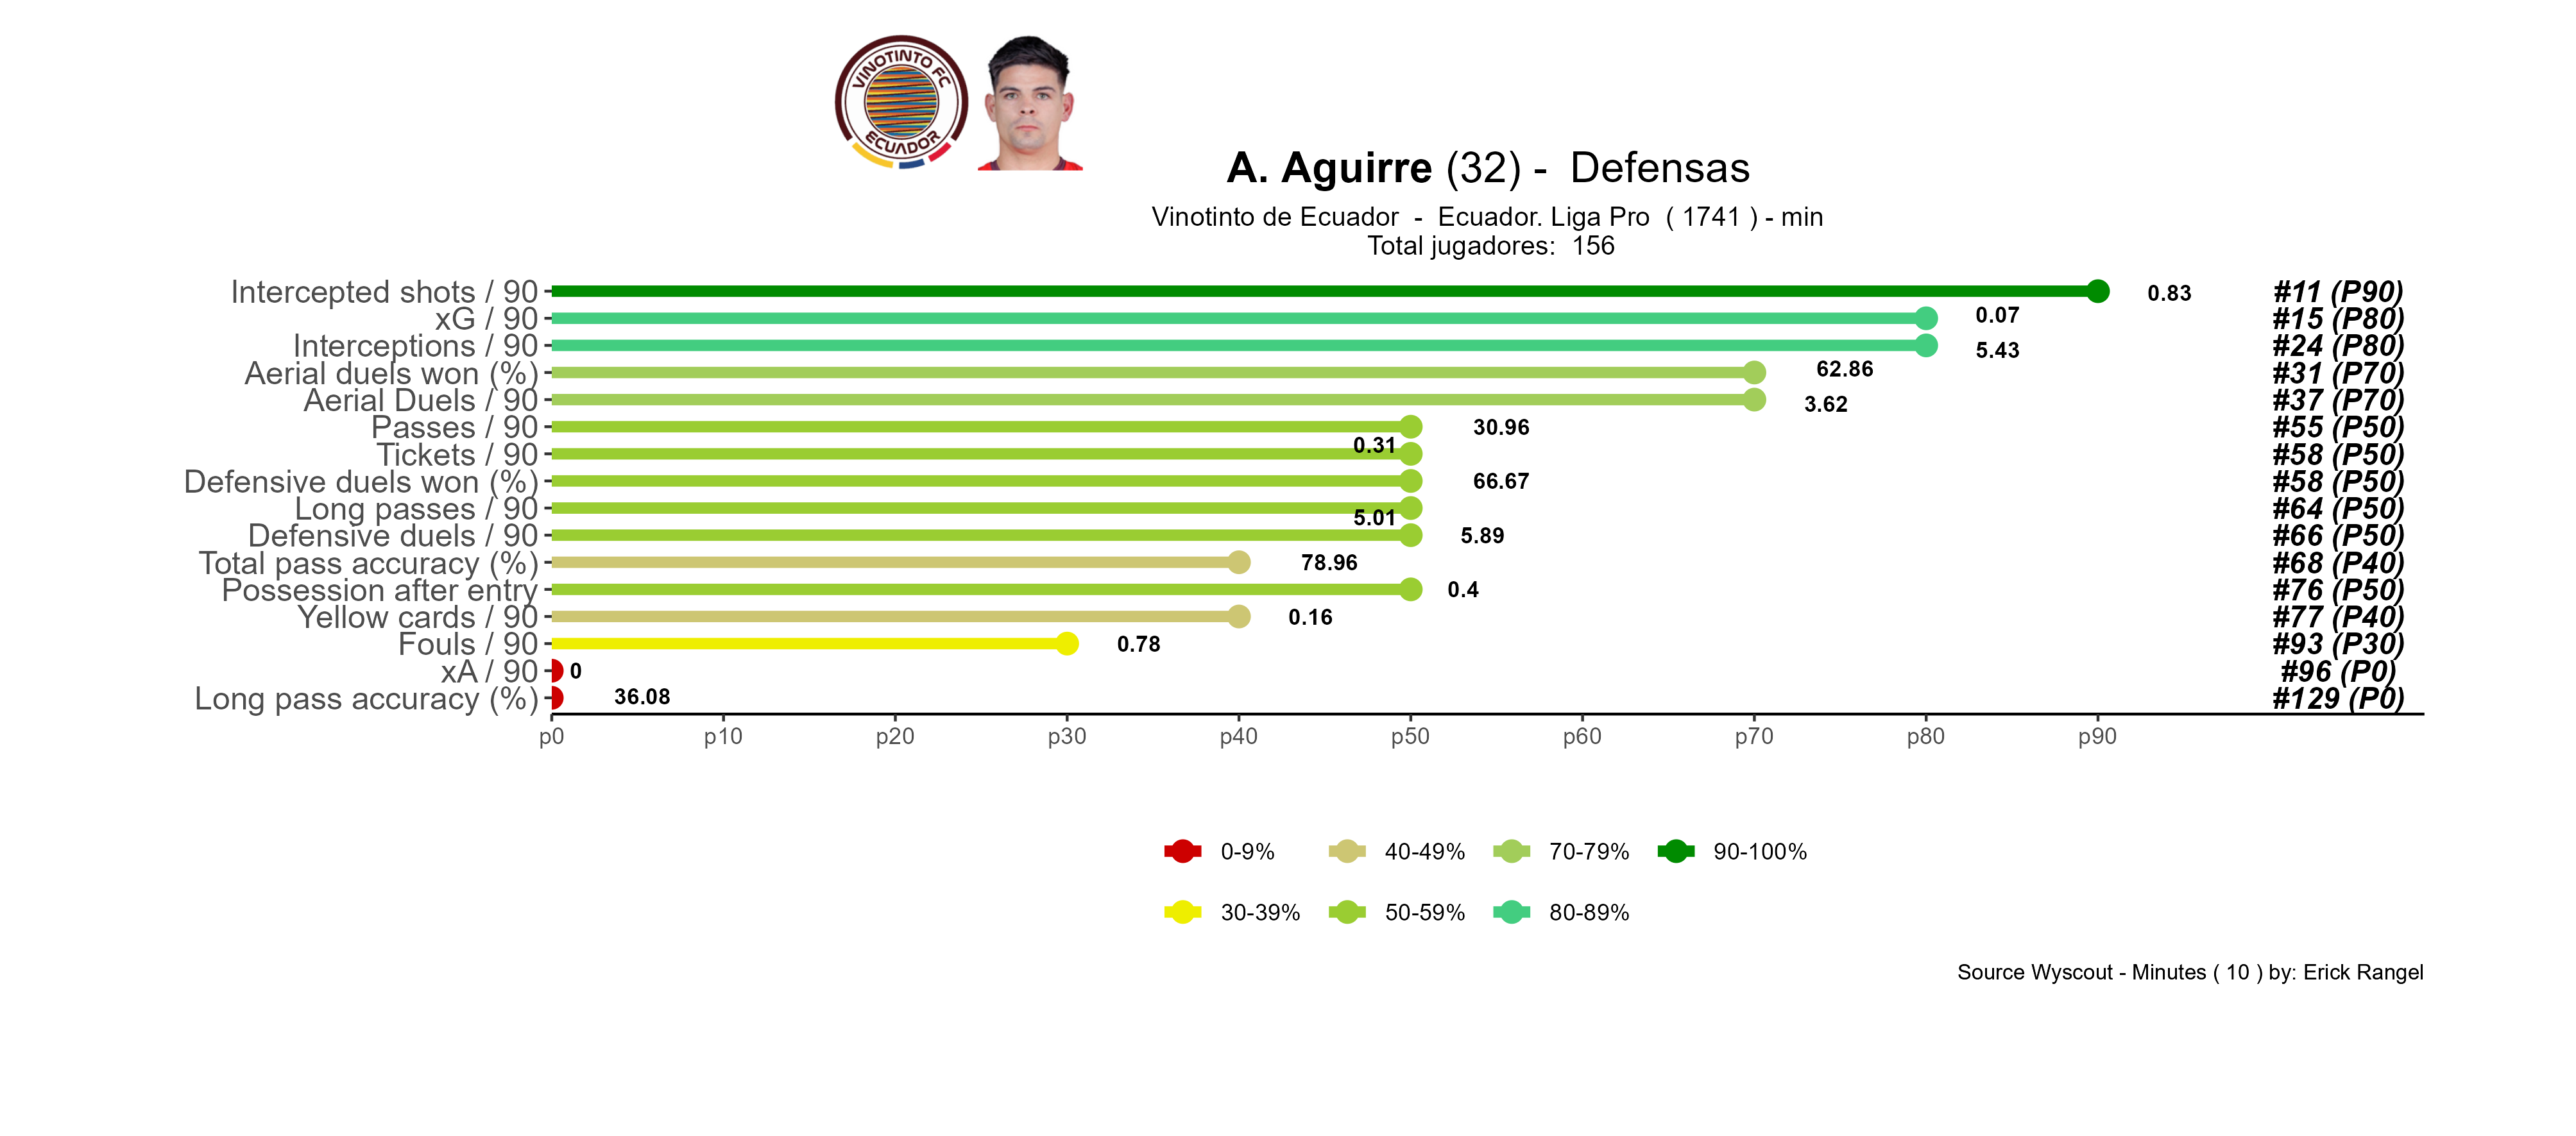 VINOTINTO FC
ECUADOR
A. Aguirre (32) - Defensas
Vinotinto de Ecuador - Ecuador. Liga Pro ( 1741 ) - min
Total jugadores: 156
Intercepted shots / 90 0.83 #11 (P90)
xG / 90 0.07 #15 (P80)
Interceptions / 90 5.43 #24 (P80)
Aerial duels won (%) 62.86 #31 (P70)
Aerial Duels / 90 3.62 #37 (P70)
Passes / 90 30.96 #55 (P50)
Tickets / 90 0.31 #58 (P50)
Defensive duels won (%) 66.67 #58 (P50)
Long passes / 90 5.01 #64 (P50)
Defensive duels / 90 5.89 #66 (P50)
Total pass accuracy (%) 78.96 #68 (P40)
Possession after entry 0.4 #76 (P50)
Yellow cards / 90 0.16 #77 (P40)
Fouls / 90 0.78 #93 (P30)
xA / 90 0 #96 (P0)
Long pass accuracy (%) 36.08 #129 (P0)
p0 p10 p20 p30 p40 p50 p60 p70 p80 p90
0-9% 40-49% 70-79% 90-100%
30-39% 50-59% 80-89%
Source Wyscout - Minutes ( 10 ) by: Erick Rangel